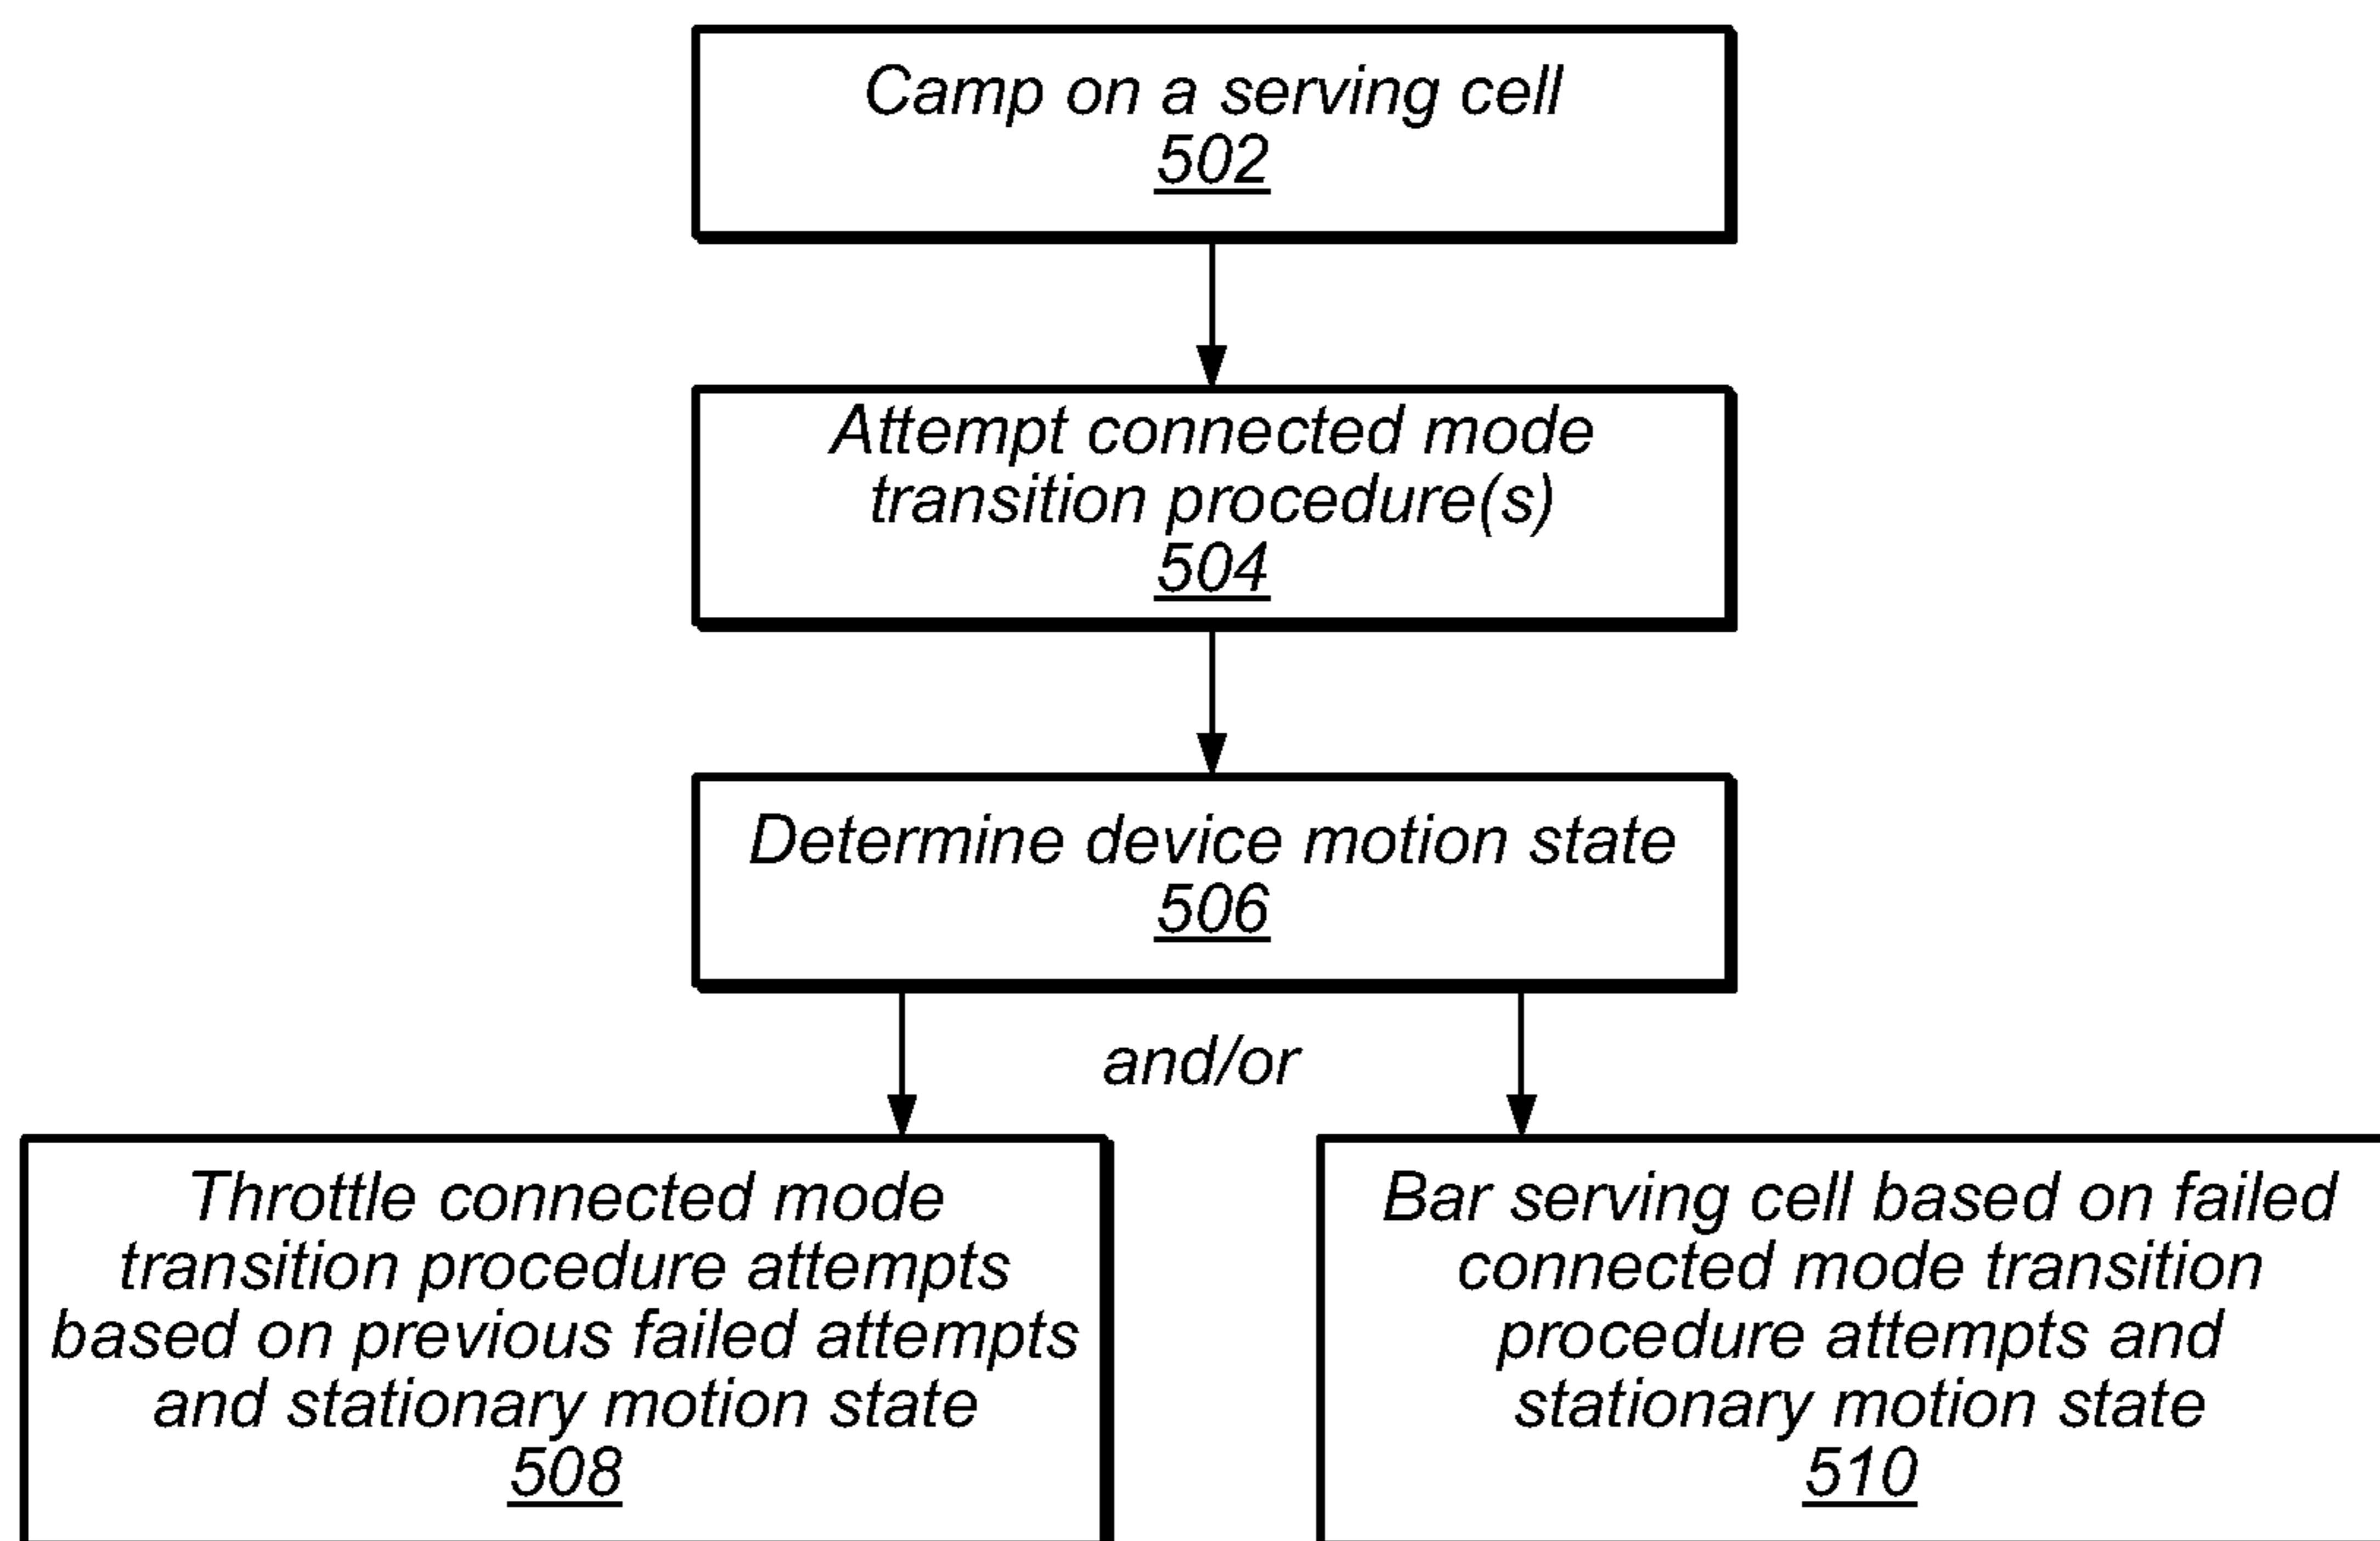 Camp on a serving cell
502
Attempt connected mode
transition procedure(s)
504
Determine device motion state
506
and/or
Throttle connected mode
transition procedure attempts
based on previous failed attempts
and stationary motion state
508
Bar serving cell based on failed
connected mode transition
procedure attempts and
stationary motion state
510